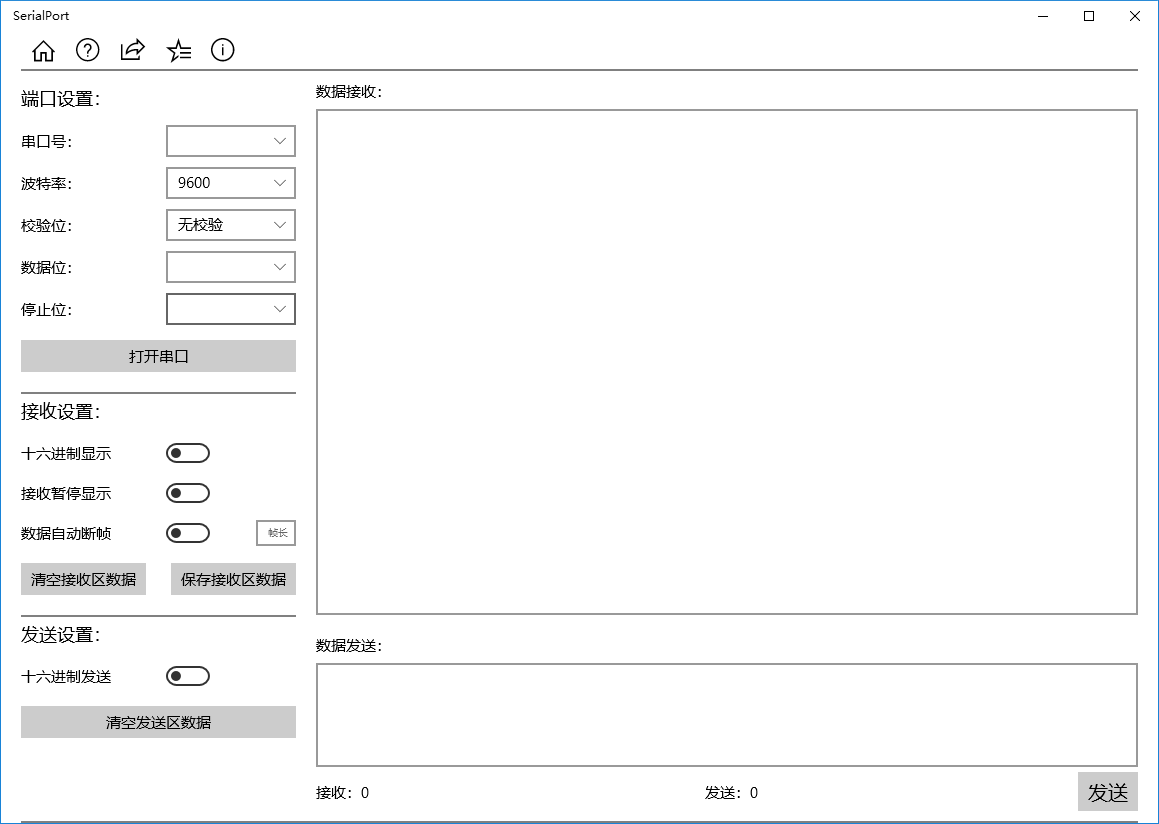 SerialPort
端口设置：
串口号：
波特率： 9600
校验位： 无校验
数据位：
停止位：
打开串口
接收设置：
十六进制显示
接收暂停显示
数据自动断帧 帧长
清空接收区数据 保存接收区数据
发送设置：
十六进制发送
清空发送区数据
数据接收：
数据发送：
接收：0 发送：0 发送